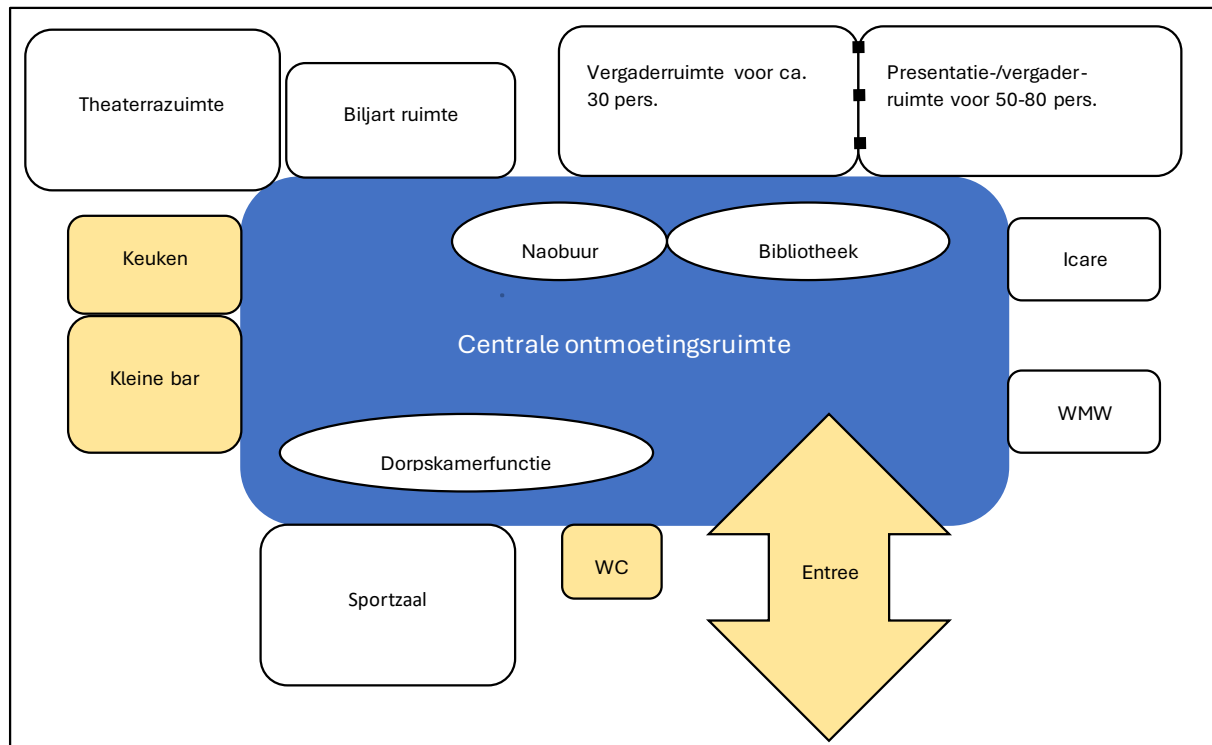 Theaterrazuimte
Biljart ruimte
Vergaderruimte voor ca.
30 pers.
Presentatie-/vergader-
ruimte voor 50-80 pers.
Keuken
Naobuur
Bibliotheek
Icare
Centrale ontmoetingsruimte
Kleine bar
WMW
Dorpskamerfunctie
WC
Entree
Sportzaal